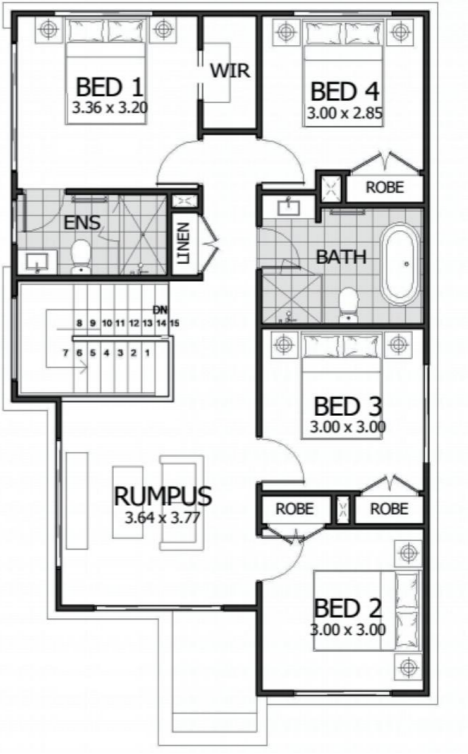 BED 1
3.36 x 3.20
WIR
BED 4
3.00 x 2.85
ROBE
ENS
LINEN
BATH
DN
8 9 10 11 12 13 14 15
7 6 5 4 3 2 1
BED 3
3.00 x 3.00
RUMPUS
3.64 x 3.77
ROBE
ROBE
BED 2
3.00 x 3.00